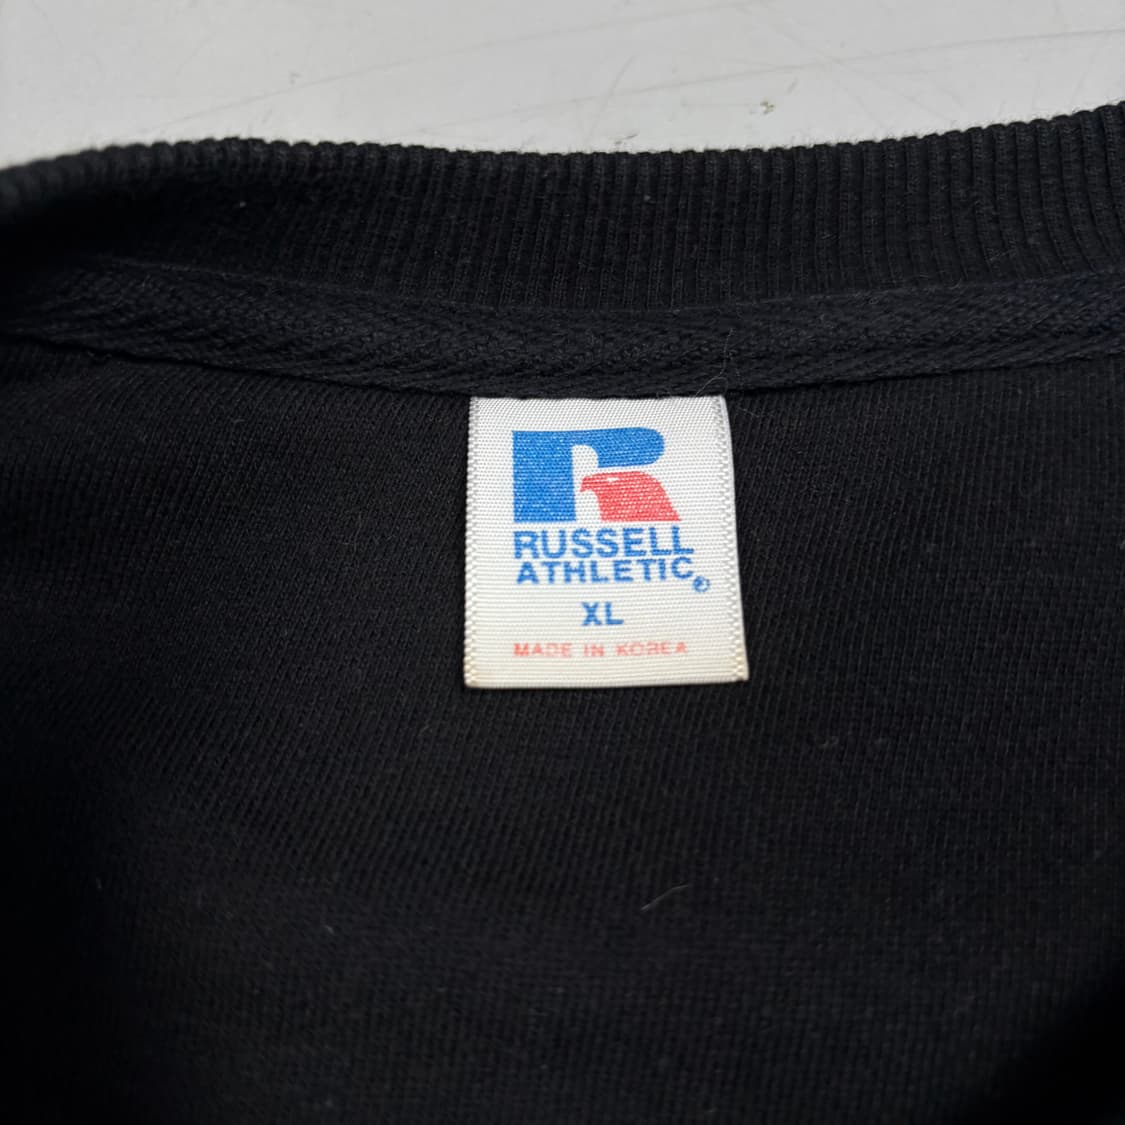 RUSSELL
ATHLETIC®
XL
MADE IN KOREA